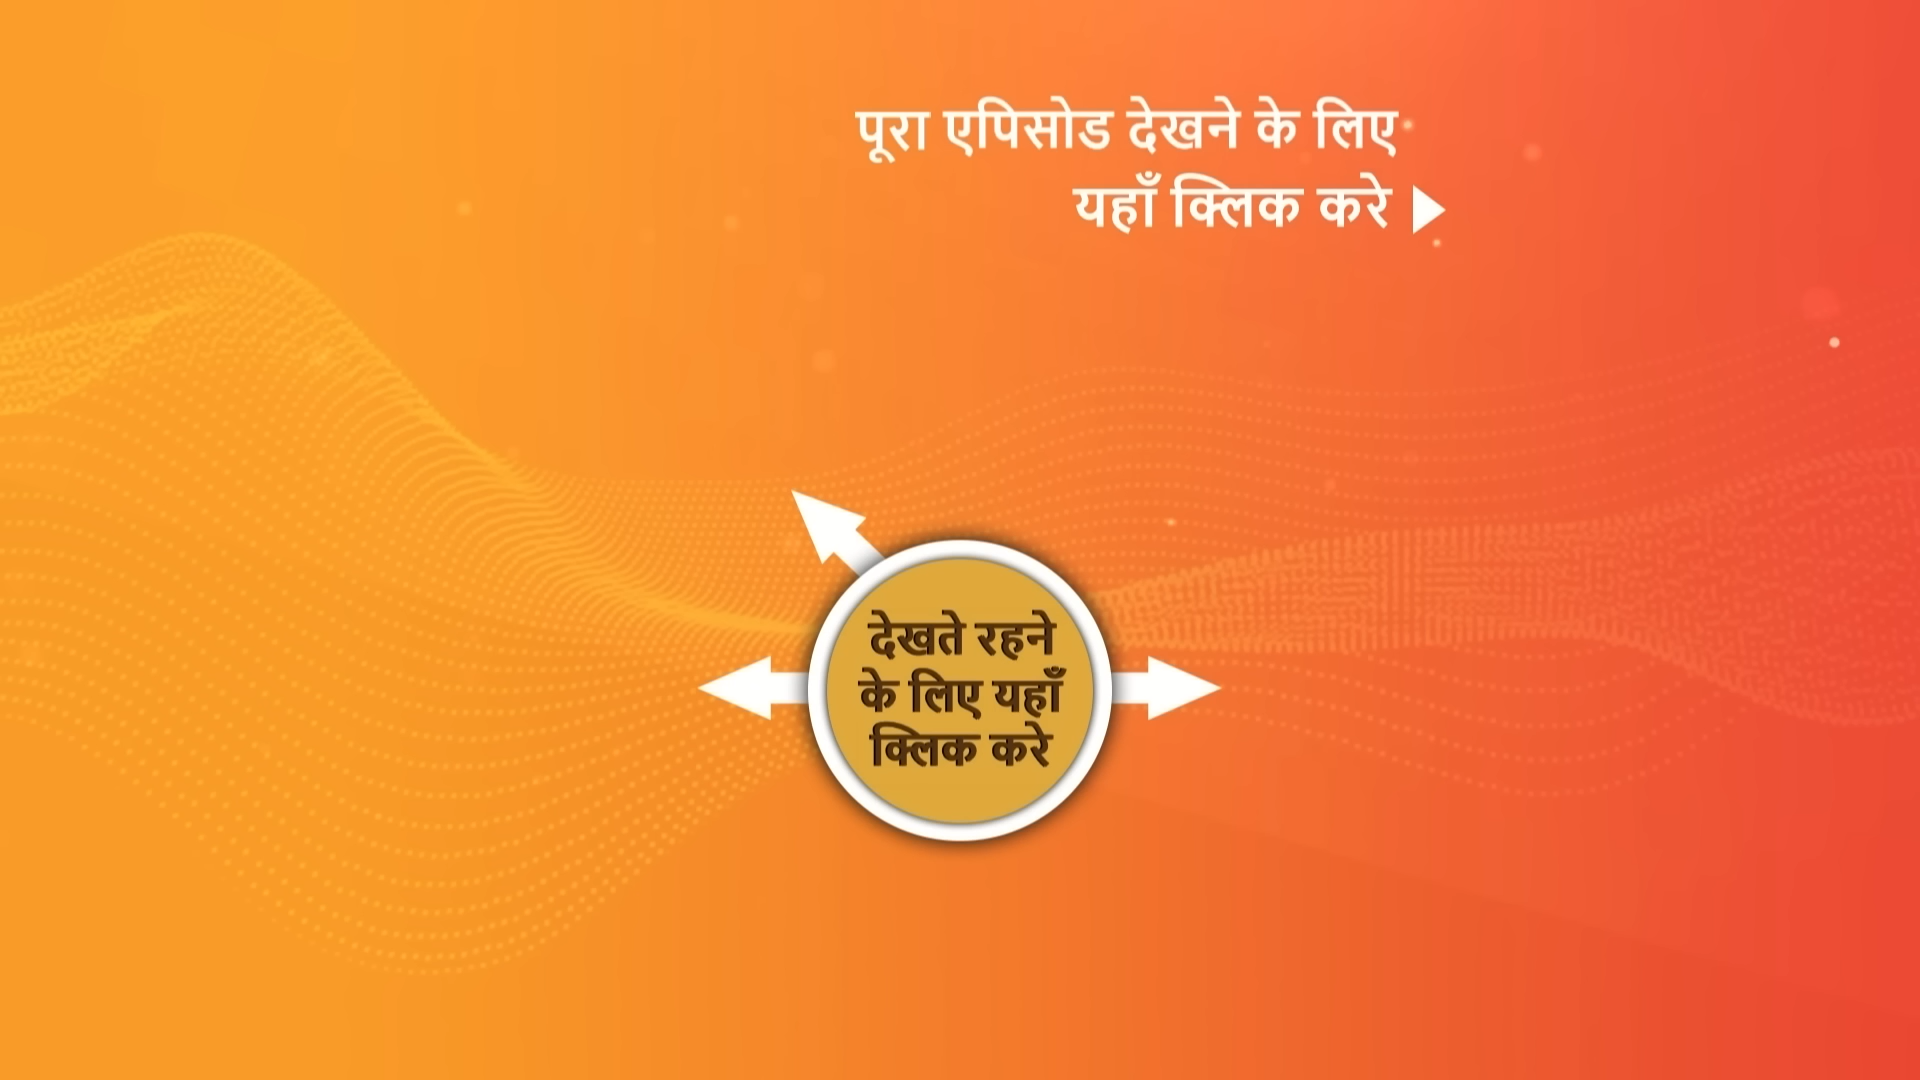 पूरा एपिसोड देखने के लिए
यहाँ क्लिक करे
देखते रहने
के लिए यहाँ
क्लिक करे